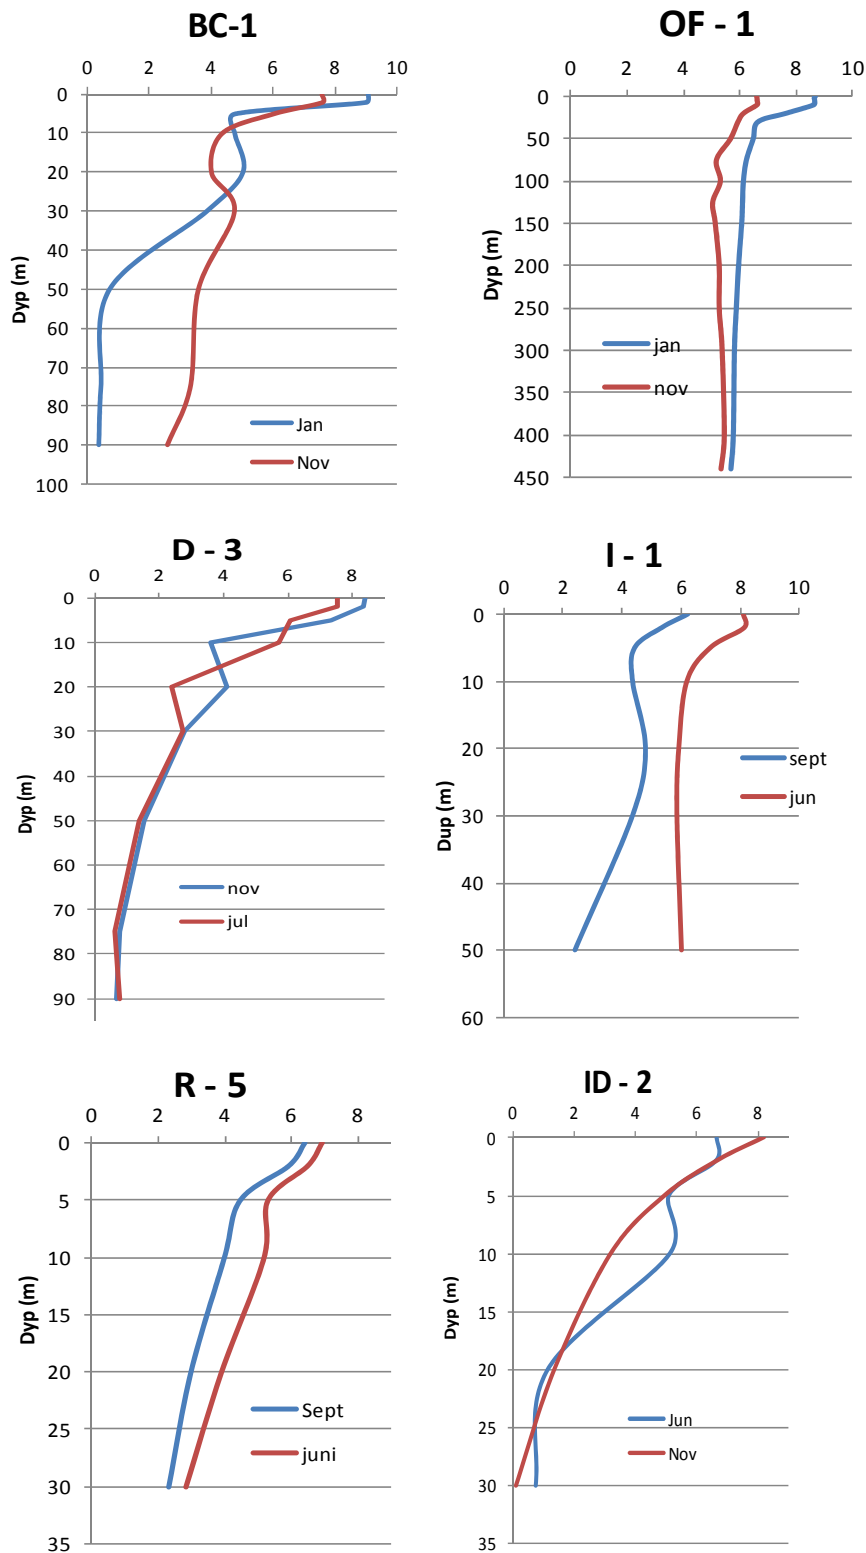 BC-1
0 2 4 6 8 10
0
10
20
30
40
50
60
70
80
90
100
Dyp (m)
Jan
Nov
OF - 1
0 2 4 6 8 10
0
50
100
150
200
250
300
350
400
450
Dyp (m)
jan
nov
D - 3
0 2 4 6 8
0
10
20
30
40
50
60
70
80
90
Dyp (m)
nov
jul
I - 1
0 2 4 6 8 10
0
10
20
30
40
50
60
Dup (m)
sept
jun
R - 5
0 2 4 6 8
0
5
10
15
20
25
30
35
Dyp (m)
Sept
juni
ID - 2
0 2 4 6 8
0
5
10
15
20
25
30
35
Dyp (m)
Jun
Nov